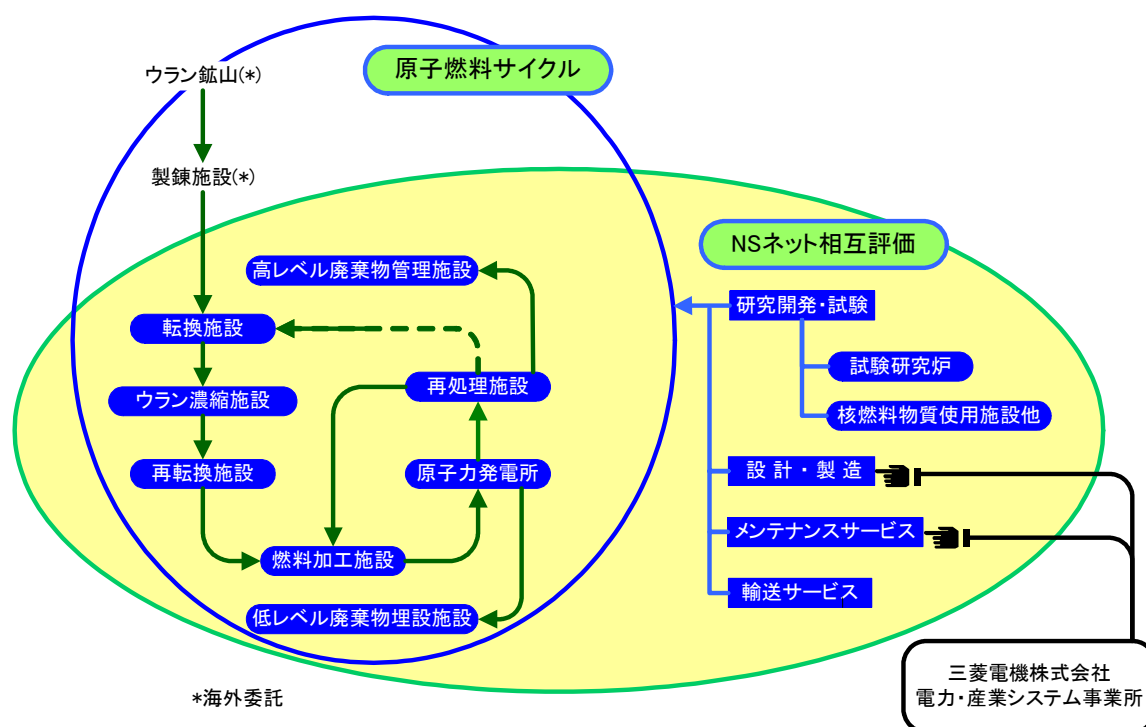 原子燃料サイクル
ウラン鉱山(*)
製錬施設(*)
NSネット相互評価
高レベル廃棄物管理施設
研究開発・試験
転換施設
試験研究炉
再処理施設
ウラン濃縮施設
核燃料物質使用施設他
再転換施設
原子力発電所
設 計 ・ 製 造
メンテナンスサービス
燃料加工施設
輸送サービス
低レベル廃棄物埋設施設
三菱電機株式会社
電力・産業システム事業所
*海外委託